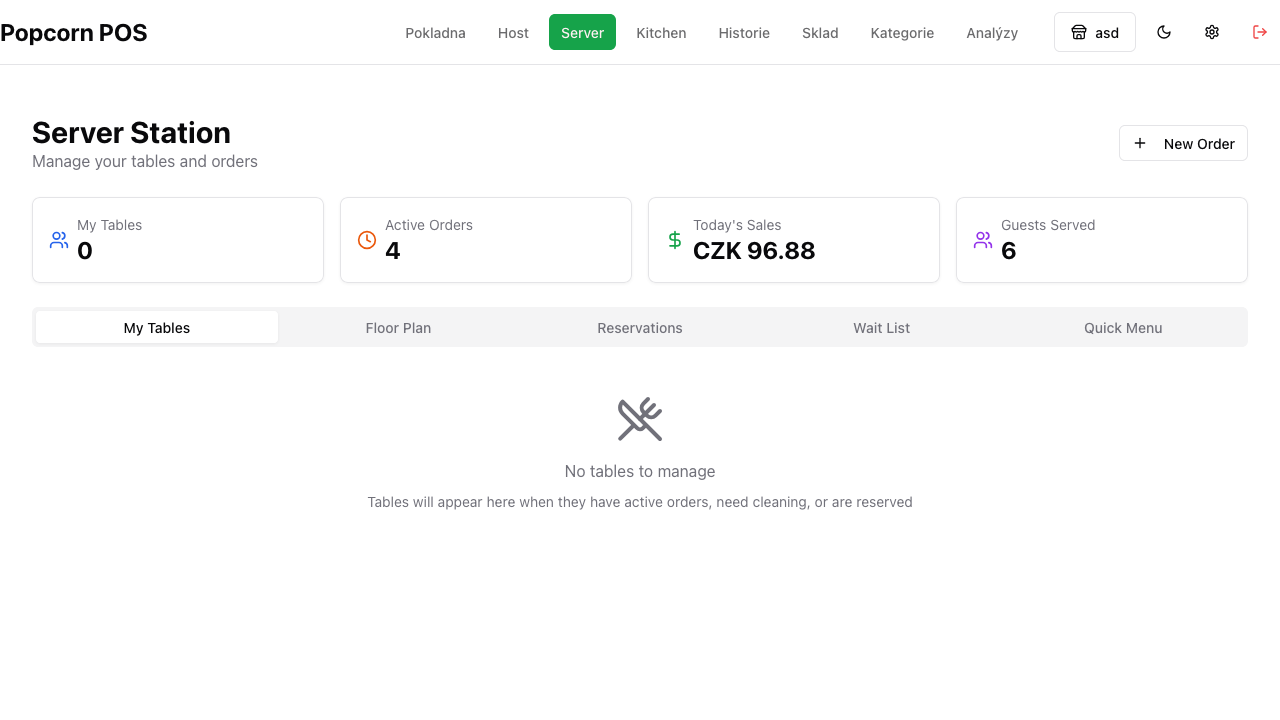 Popcorn POS
Pokladna
Host
Server
Kitchen
Historie
Sklad
Kategorie
Analýzy
asd
Server Station
Manage your tables and orders
New Order
My Tables
0
Active Orders
4
Today's Sales
CZK 96.88
Guests Served
6
My Tables
Floor Plan
Reservations
Wait List
Quick Menu
No tables to manage
Tables will appear here when they have active orders, need cleaning, or are reserved